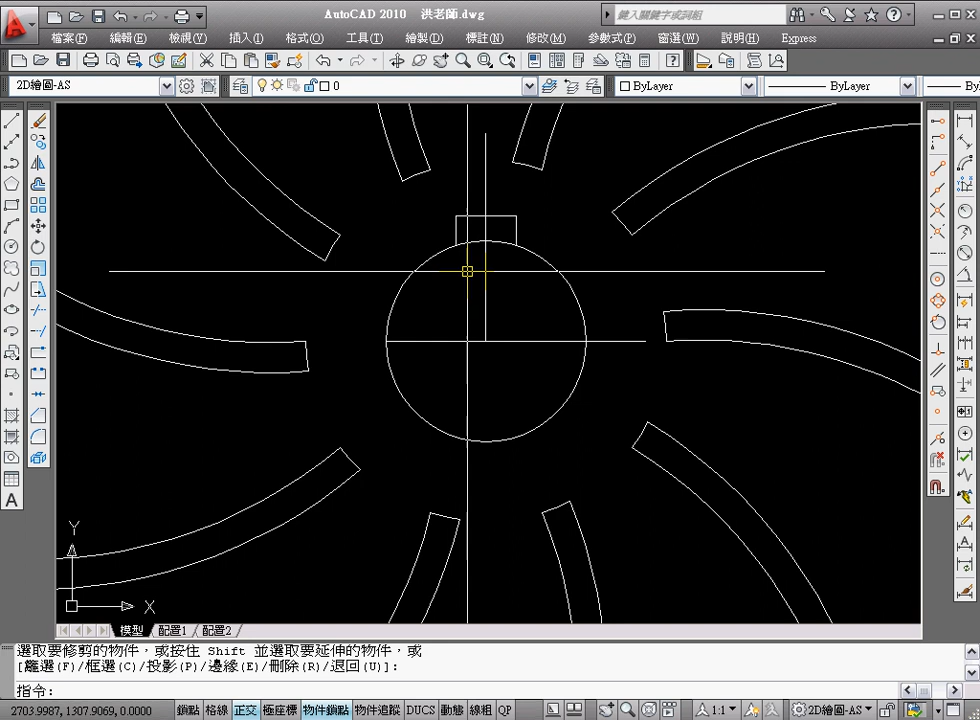 AutoCAD 2010 洪老師.dwg
鍵入關鍵字或詞組
檔案(F) 編輯(E) 檢視(V) 插入(I) 格式(O) 工具(T) 繪製(D) 標註(N) 修改(M) 參數式(P) 視窗(W) 說明(H) Express
2D繪圖-AS
0
ByLayer
ByLayer
By
A
Y
X
模型 配置1 配置2
選取要修剪的物件，或按住 Shift 並選取要延伸的物件，或
[籬選(F)/框選(C)/投影(P)/邊緣(E)/刪除(R)/退回(U)]:
指令:
2703.9987, 1307.9069, 0.0000 鎖點 格線 正交 極座標 物件鎖點 物件追蹤 DUCS 動態 線粗 QP
1:1
2D繪圖-AS